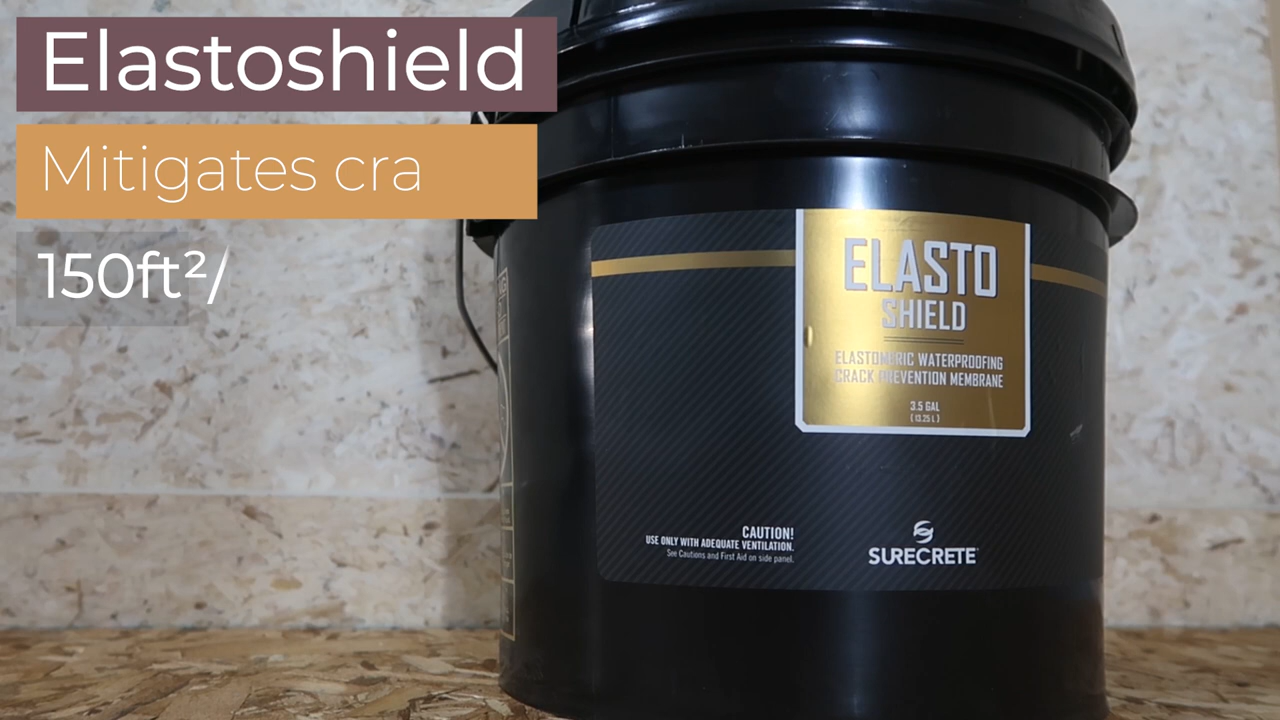 Elastoshield
Mitigates cra
150ft²/
ELASTO
SHIELD
ELASTOMERIC WATERPROOFING
CRACK PREVENTION MEMBRANE
3.5 GAL
(13.25 L)
CAUTION!
USE ONLY WITH ADEQUATE VENTILATION.
See Cautions and First Aid on side panel.
SURECRETE